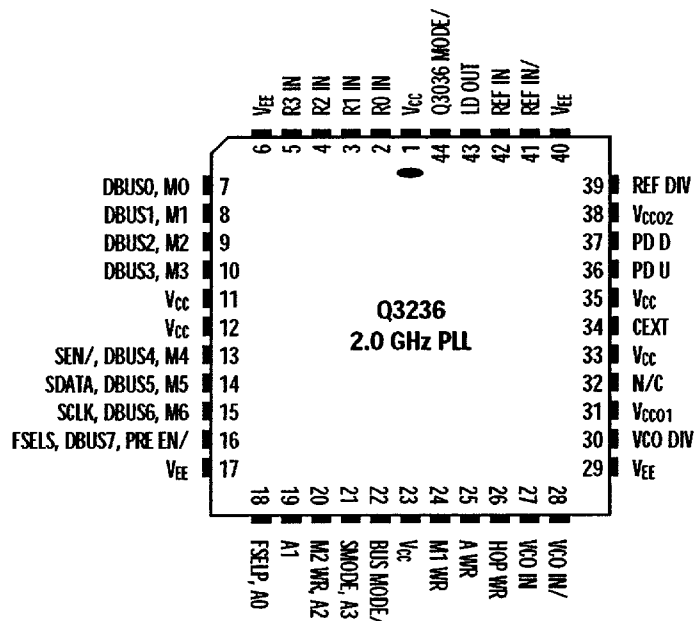 VEE
R3 IN
R2 IN
R1 IN
R0 IN
VCC
Q3036 MODE/
LD OUT
REF IN
REF IN/
VEE
6 5 4 3 2 1 44 43 42 41 40
DBUS0, M0 7
DBUS1, M1 8
DBUS2, M2 9
DBUS3, M3 10
VCC 11
VCC 12
SEN/, DBUS4, M4 13
SDATA, DBUS5, M5 14
SCLK, DBUS6, M6 15
FSELS, DBUS7, PRE EN/ 16
VEE 17
Q3236
2.0 GHz PLL
39 REF DIV
38 VCCO2
37 PD D
36 PD U
35 VCC
34 CEXT
33 VCC
32 N/C
31 VCCO1
30 VCO DIV
29 VEE
18 19 20 21 22 23 24 25 26 27 28
FSELP, A0
A1
M2 WR, A2
SMODE, A3
BUS MODE/
VCC
M1 WR
A WR
HOP WR
VCO IN
VCO IN/